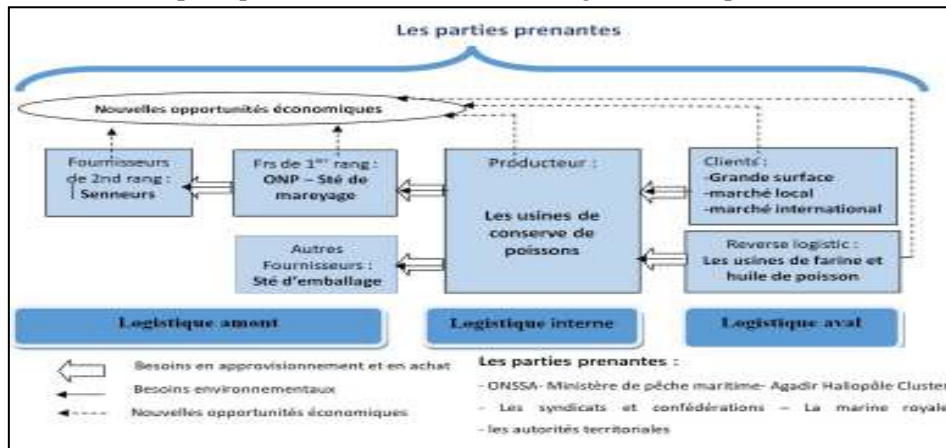 Les parties prenantes
Nouvelles opportunités économiques
Fournisseurs
de 2nd rang :
Senneurs
Frs de 1er rang :
ONP – Sté de
mareyage
Autres
Fournisseurs :
Sté d'emballage
Producteur :
Les usines de
conserve de
poissons
Clients :
-Grande surface
-marché local
-marché international
Reverse logistic :
Les usines de farine et
huile de poisson
Logistique amont
Logistique interne
Logistique aval
Besoins en approvisionnement et en achat
Besoins environnementaux
Nouvelles opportunités économiques
Les parties prenantes :
- ONSSA- Ministère de pêche maritime- Agadir Haliopôle Cluster
- Les syndicats et confédérations – La marine royale
- les autorités territoriales